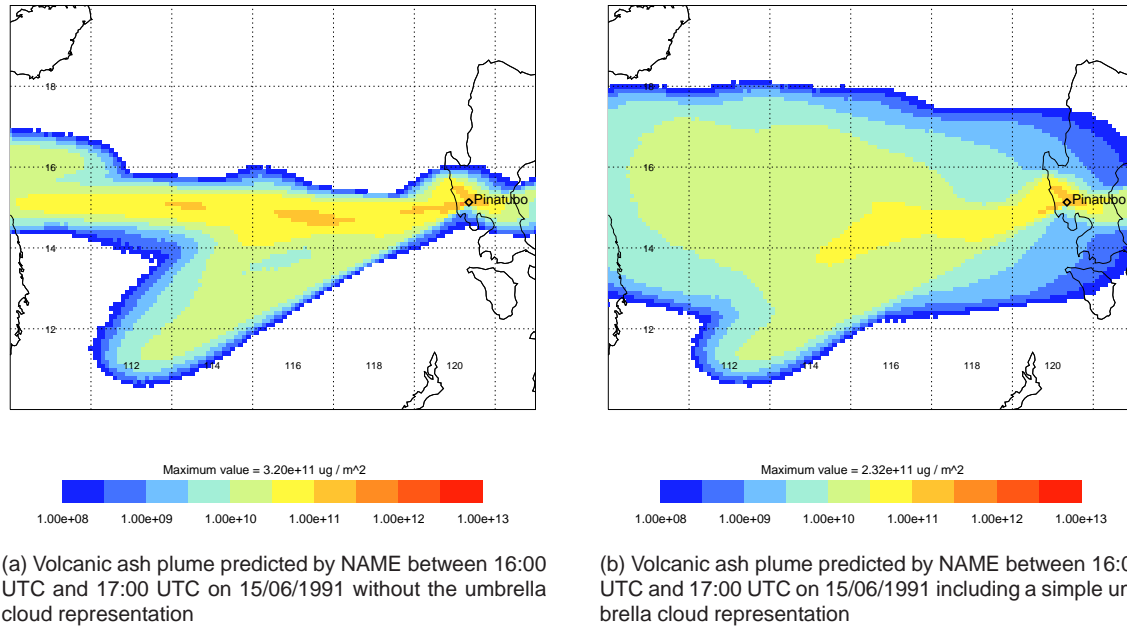 18
16
14
12
112
114
116
118
120
Pinatubo
18
16
14
12
112
114
116
118
120
Pinatubo
Maximum value = 3.20e+11 ug / m^2
1.00e+08 1.00e+09 1.00e+10 1.00e+11 1.00e+12 1.00e+13
Maximum value = 2.32e+11 ug / m^2
1.00e+08 1.00e+09 1.00e+10 1.00e+11 1.00e+12 1.00e+13
(a) Volcanic ash plume predicted by NAME between 16:00
UTC and 17:00 UTC on 15/06/1991 without the umbrella
cloud representation
(b) Volcanic ash plume predicted by NAME between 16:0
UTC and 17:00 UTC on 15/06/1991 including a simple um
brella cloud representation